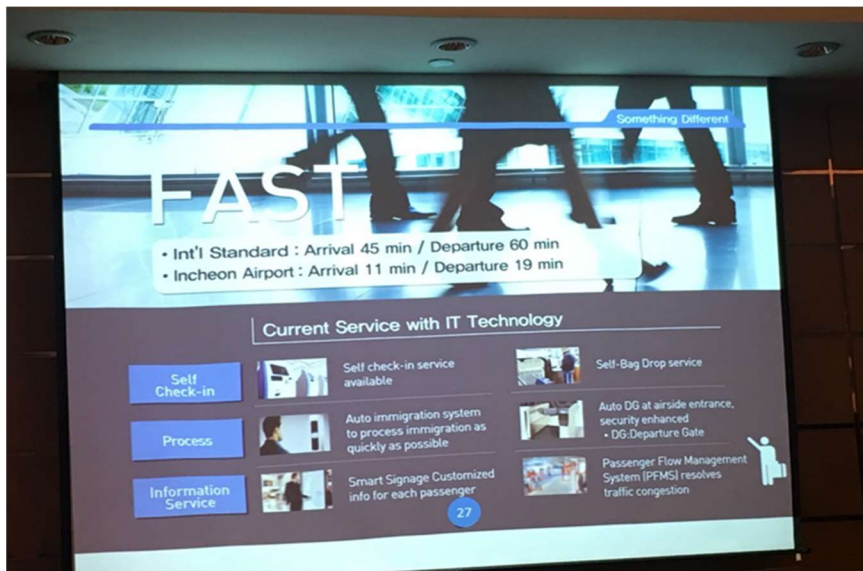 Something Different
FAST
• Int'l Standard : Arrival 45 min / Departure 60 min
• Incheon Airport : Arrival 11 min / Departure 19 min
Current Service with IT Technology
Self
Check-in
Self check-in service
available
Self-Bag Drop service
Process
Auto immigration system
to process immigration as
quickly as possible
Auto DG at airside entrance,
security enhanced
• DG:Departure Gate
Information
Service
Smart Signage Customized
info for each passenger
Passenger Flow Management
System (PFMS) resolves
traffic congestion
27